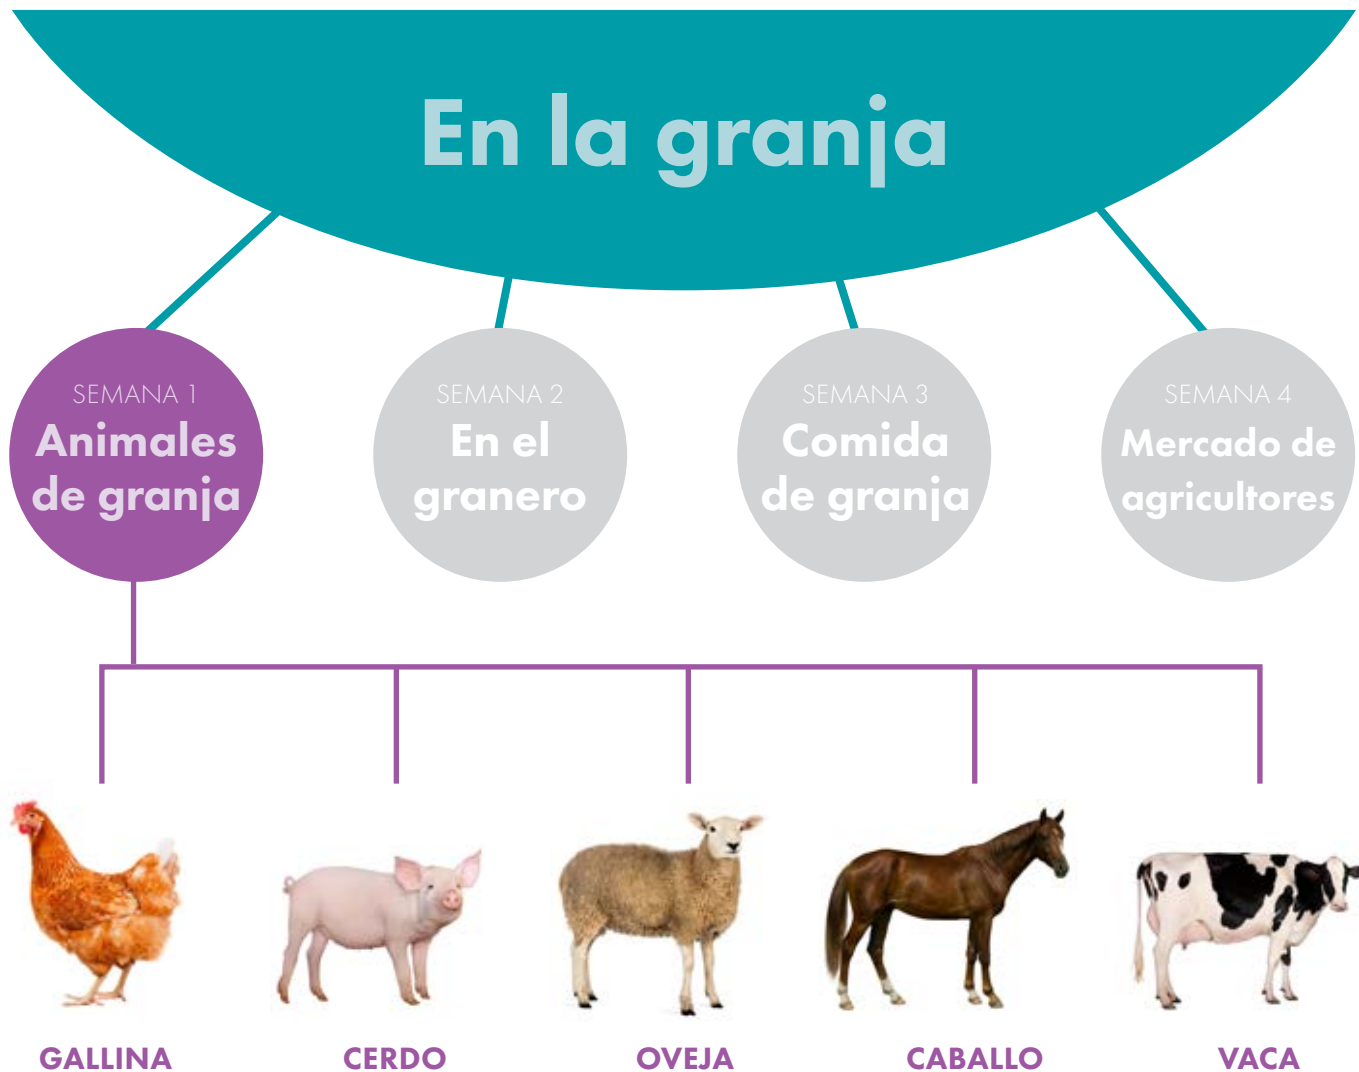 En la granja
SEMANA 1
Animales
de granja
SEMANA 2
En el
granero
SEMANA 3
Comida
de granja
SEMANA 4
Mercado de
agricultores
GALLINA
CERDO
OVEJA
CABALLO
VACA